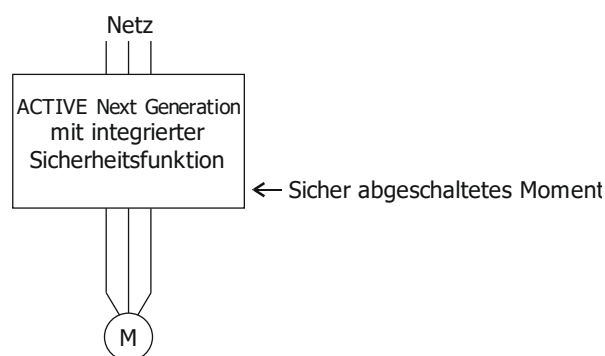 Netz
ACTIVE Next Generation
mit integrierter
Sicherheitsfunktion
Sicher abgeschaltetes Moment
M